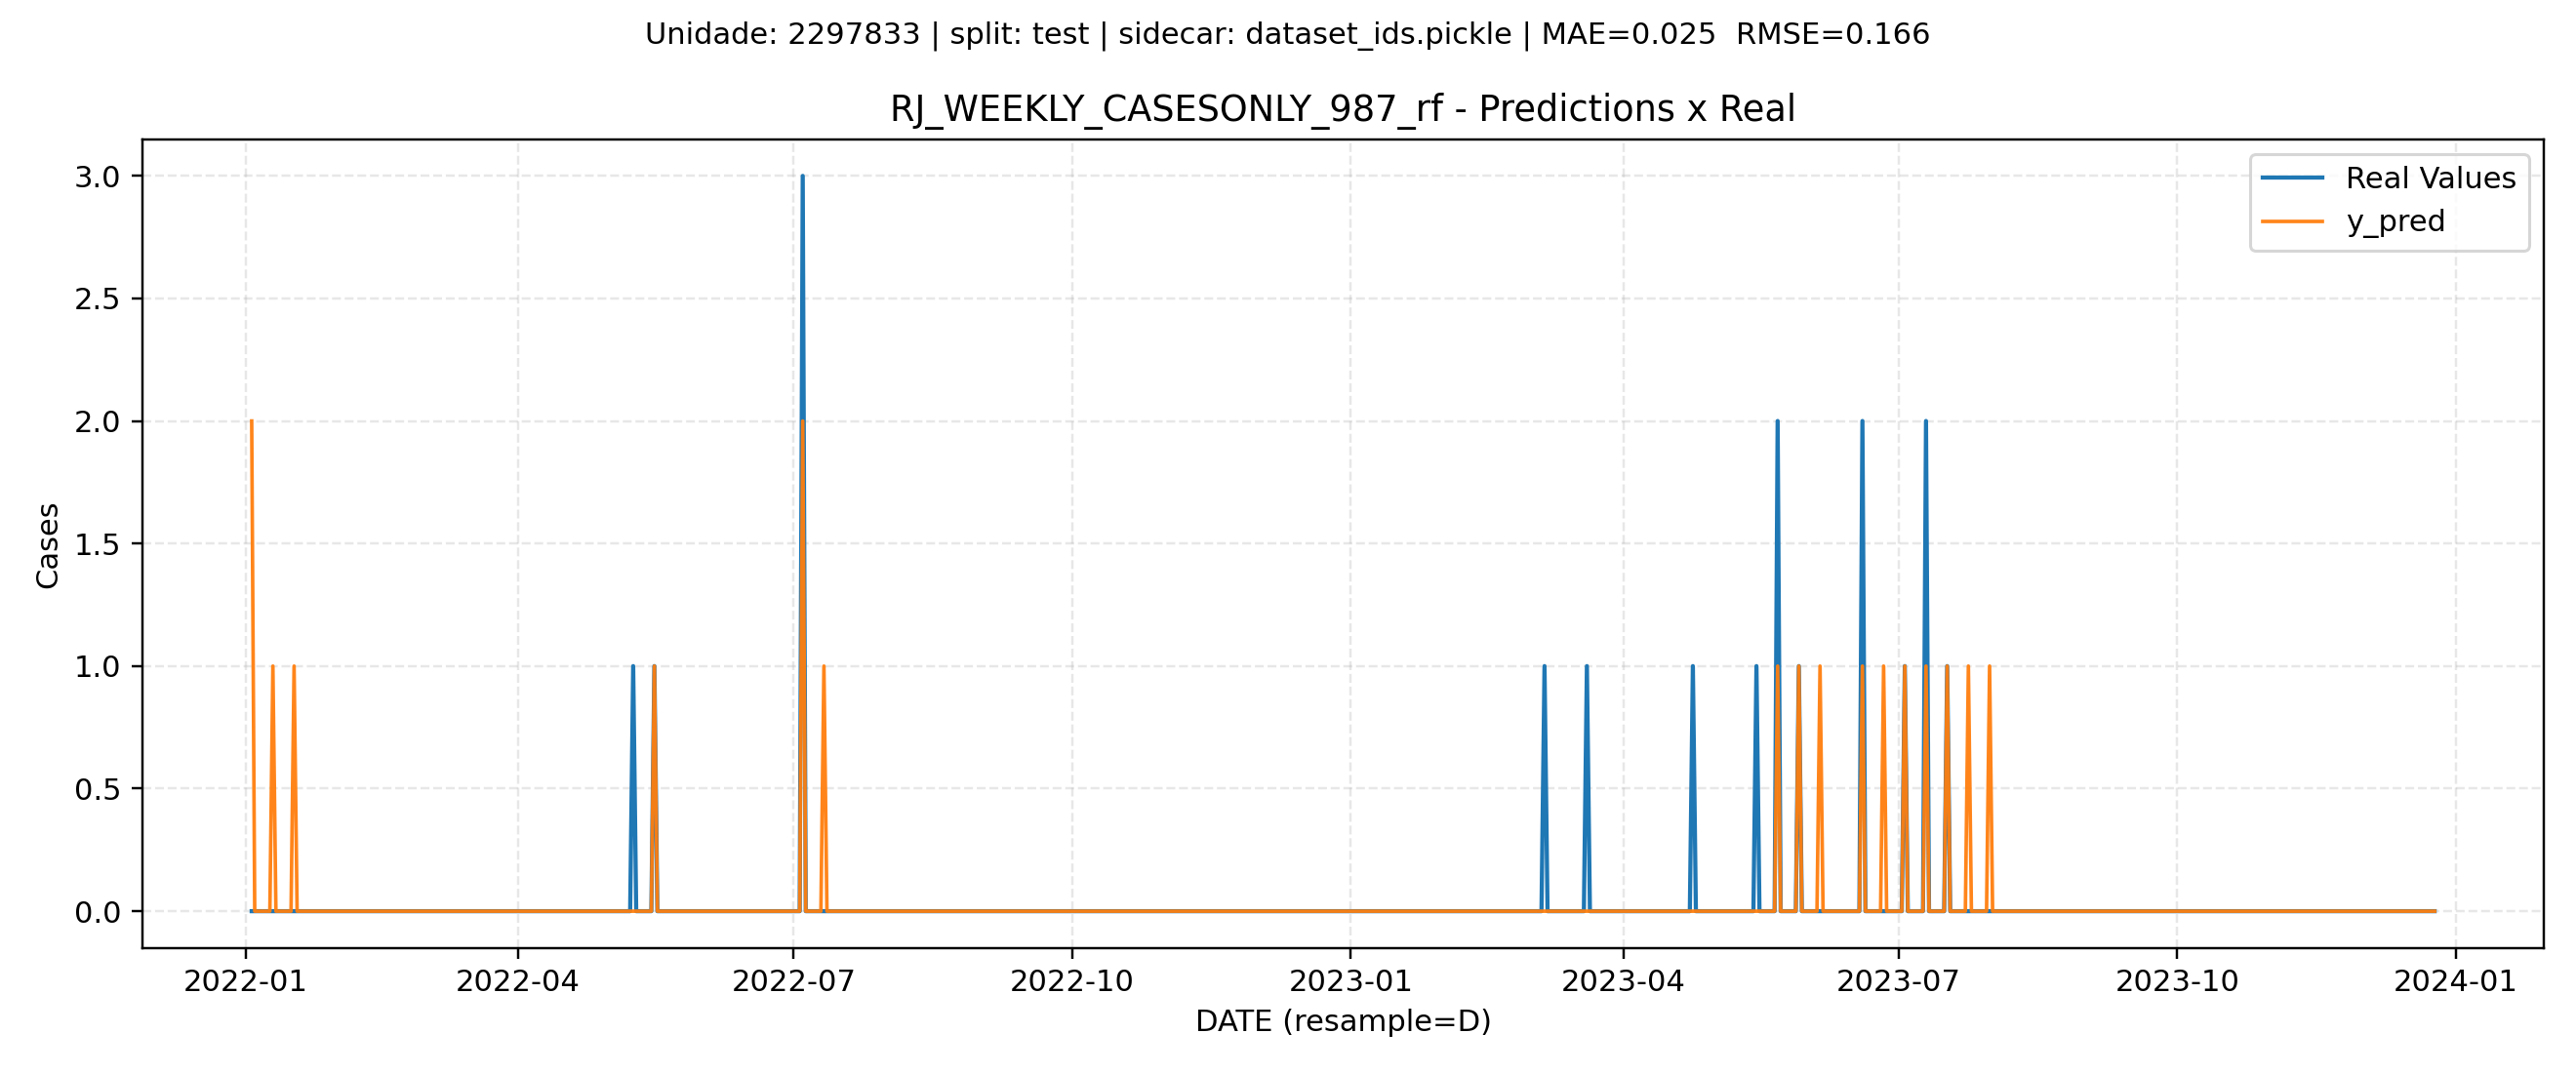 Unidade: 2297833 | split: test | sidecar: dataset_ids.pickle | MAE=0.025  RMSE=0.166
RJ_WEEKLY_CASESONLY_987_rf - Predictions x Real
Real Values
y_pred
3.0
2.5
2.0
1.5
1.0
0.5
0.0
Cases
2022-01 2022-04 2022-07 2022-10 2023-01 2023-04 2023-07 2023-10 2024-01
DATE (resample=D)